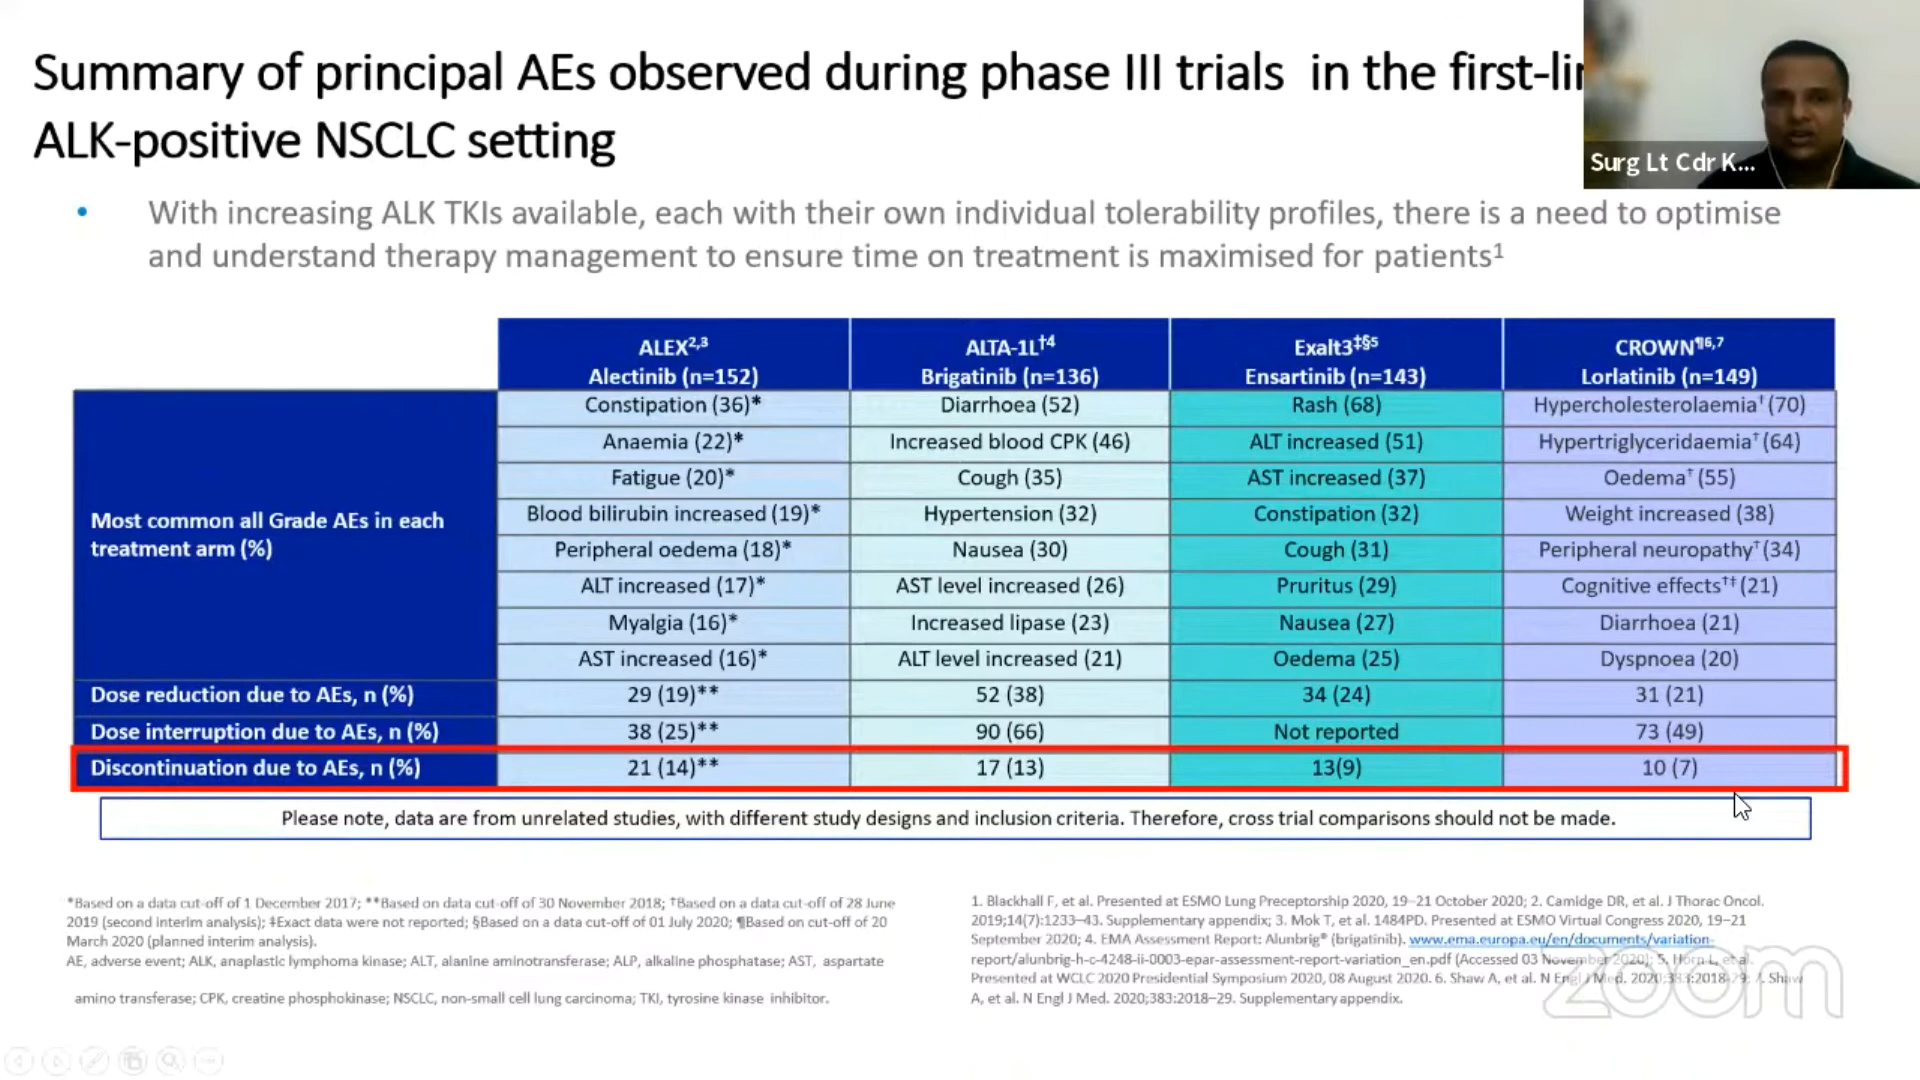 Summary of principal AEs observed during phase III trials in the first-lin
ALK-positive NSCLC setting
Surg Lt Cdr K...
• With increasing ALK TKIs available, each with their own individual tolerability profiles, there is a need to optimise
and understand therapy management to ensure time on treatment is maximised for patients¹
ALEX²,³ ALTA-1L†⁴ Exalt3‡§⁵ CROWN¶⁶,⁷
Alectinib (n=152) Brigatinib (n=136) Ensartinib (n=143) Lorlatinib (n=149)
Most common all Grade AEs in each
treatment arm (%)
Constipation (36)* Diarrhoea (52) Rash (68) Hypercholesterolaemia† (70)
Anaemia (22)* Increased blood CPK (46) ALT increased (51) Hypertriglyceridaemia† (64)
Fatigue (20)* Cough (35) AST increased (37) Oedema† (55)
Blood bilirubin increased (19)* Hypertension (32) Constipation (32) Weight increased (38)
Peripheral oedema (18)* Nausea (30) Cough (31) Peripheral neuropathy† (34)
ALT increased (17)* AST level increased (26) Pruritus (29) Cognitive effects†‡ (21)
Myalgia (16)* Increased lipase (23) Nausea (27) Diarrhoea (21)
AST increased (16)* ALT level increased (21) Oedema (25) Dyspnoea (20)
Dose reduction due to AEs, n (%) 29 (19)** 52 (38) 34 (24) 31 (21)
Dose interruption due to AEs, n (%) 38 (25)** 90 (66) Not reported 73 (49)
Discontinuation due to AEs, n (%) 21 (14)** 17 (13) 13(9) 10 (7)
Please note, data are from unrelated studies, with different study designs and inclusion criteria. Therefore, cross trial comparisons should not be made.
*Based on a data cut-off of 1 December 2017; **Based on data cut-off of 30 November 2018; †Based on a data cut-off of 28 June
2019 (second interim analysis); ‡Exact data were not reported; §Based on a data cut-off of 01 July 2020; ¶Based on cut-off of 20
March 2020 (planned interim analysis).
AE, adverse event; ALK, anaplastic lymphoma kinase; ALT, alanine aminotransferase; ALP, alkaline phosphatase; AST, aspartate
amino transferase; CPK, creatine phosphokinase; NSCLC, non-small cell lung carcinoma; TKI, tyrosine kinase inhibitor.
1. Blackhall F, et al. Presented at ESMO Lung Preceptorship 2020, 19–21 October 2020; 2. Camidge DR, et al. J Thorac Oncol.
2019;14(7):1233–43. Supplementary appendix; 3. Mok T, et al. 1484PD. Presented at ESMO Virtual Congress 2020, 19–21
September 2020; 4. EMA Assessment Report: Alunbrig® (brigatinib). www.ema.europa.eu/en/documents/variation-
report/alunbrig-h-c-4248-ii-0003-epar-assessment-report-variation_en.pdf (Accessed 03 November 2020); 5. Horn L, et al.
Presented at WCLC 2020 Presidential Symposium 2020, 08 August 2020. 6. Shaw A, et al. N Engl J Med. 2020;383:2018–29; 7. Shaw
A, et al. N Engl J Med. 2020;383:2018–29. Supplementary appendix.
zoom